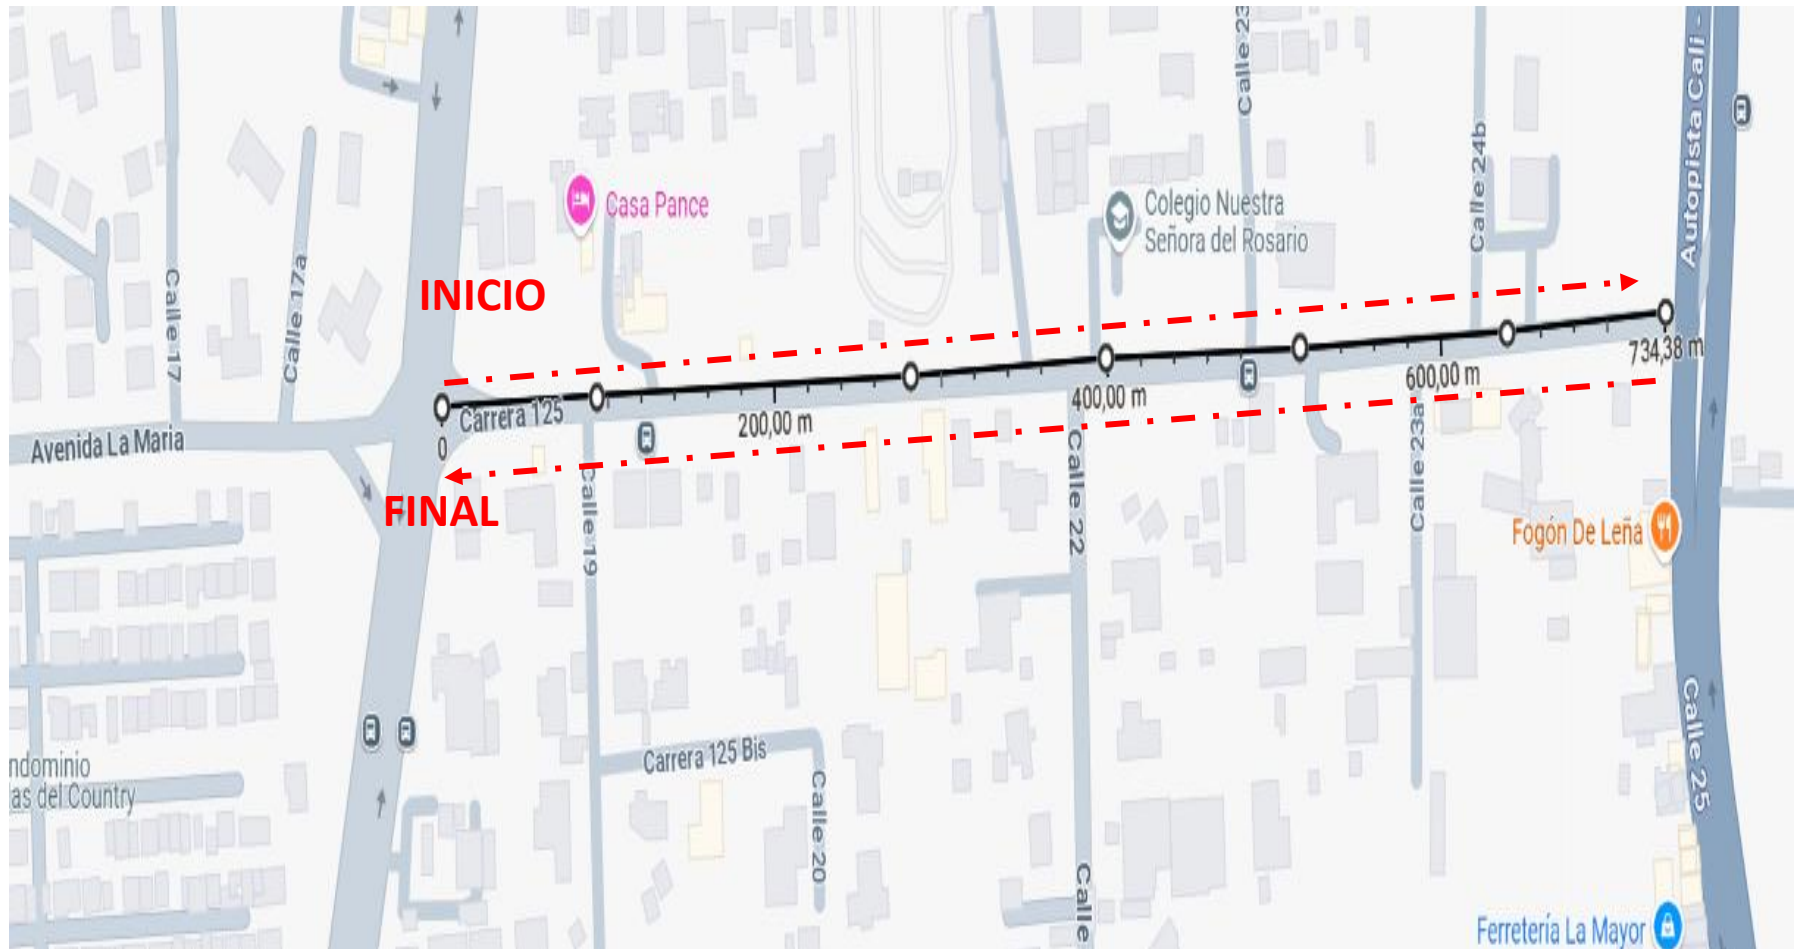 Calle 23
Autopista Cali -
Calle 24b
Casa Pance
Colegio Nuestra
Señora del Rosario
Calle 17a
Calle 17
INICIO
734,38 m
600,00 m
400,00 m
Carrera 125
200,00 m
0
Avenida La Maria
FINAL
Calle 19
Calle 22
Calle 23a
Fogón De Leña
Carrera 125 Bis
Calle 20
Calle 25
ndominio
as del Country
Calle
Ferretería La Mayor